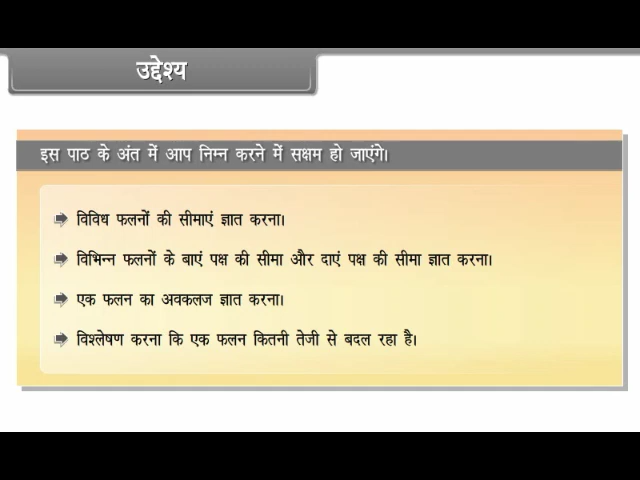 उद्देश्य
इस पाठ के अंत में आप निम्न करने में सक्षम हो जाएंगे।
विविध फलनों की सीमाएं ज्ञात करना।
विभिन्न फलनों के बाएं पक्ष की सीमा और दाएं पक्ष की सीमा ज्ञात करना।
एक फलन का अवकलज ज्ञात करना।
विश्लेषण करना कि एक फलन कितनी तेजी से बदल रहा है।